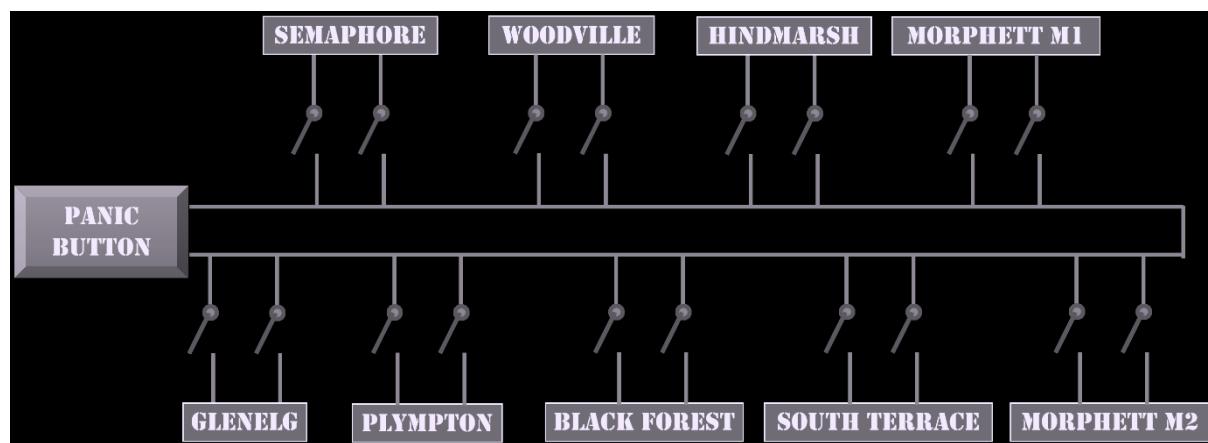 SEMAPHORE
WOODVILLE
HINDMARSH
MORPHETT M1
PANIC
BUTTON
GLENELG
PLYMPTON
BLACK FOREST
SOUTH TERRACE
MORPHETT M2